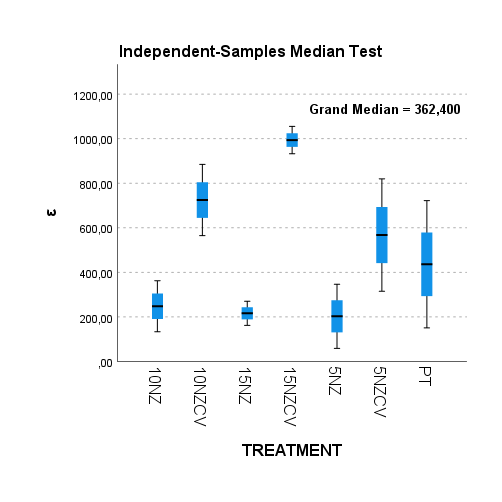 Independent-Samples Median Test
Grand Median = 362,400
1200,00
1000,00
800,00
600,00
400,00
200,00
,00
ε
10NZ
10NZCV
15NZ
15NZCV
5NZ
5NZCV
PT
TREATMENT